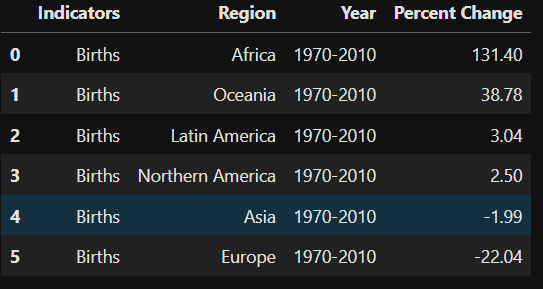 Indicators Region Year Percent Change
0 Births Africa 1970-2010 131.40
1 Births Oceania 1970-2010 38.78
2 Births Latin America 1970-2010 3.04
3 Births Northern America 1970-2010 2.50
4 Births Asia 1970-2010 -1.99
5 Births Europe 1970-2010 -22.04